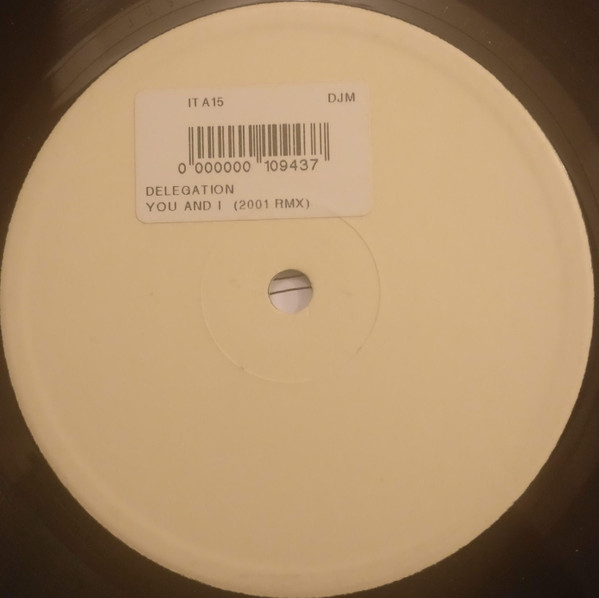 IT A15 DJM
0 000000 109437
DELEGATION
YOU AND I (2001 RMX)